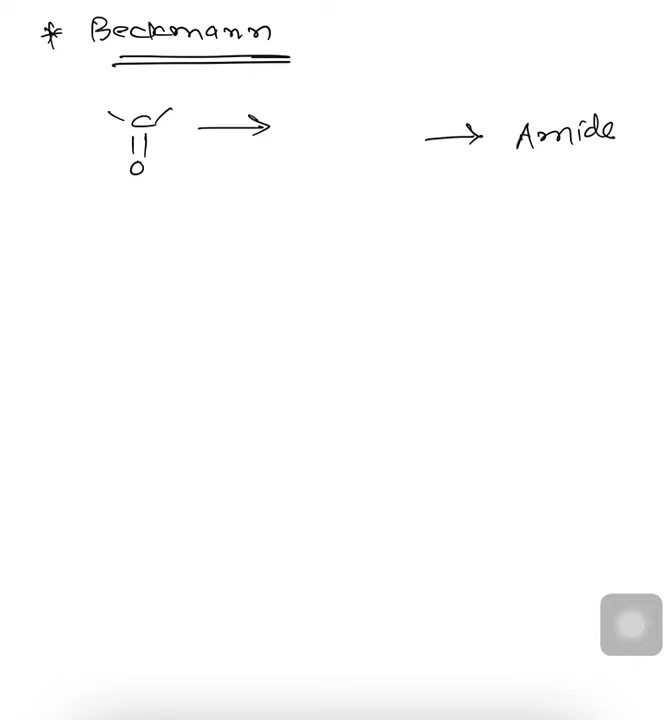 * Beckmann
C → → Amide
||
O